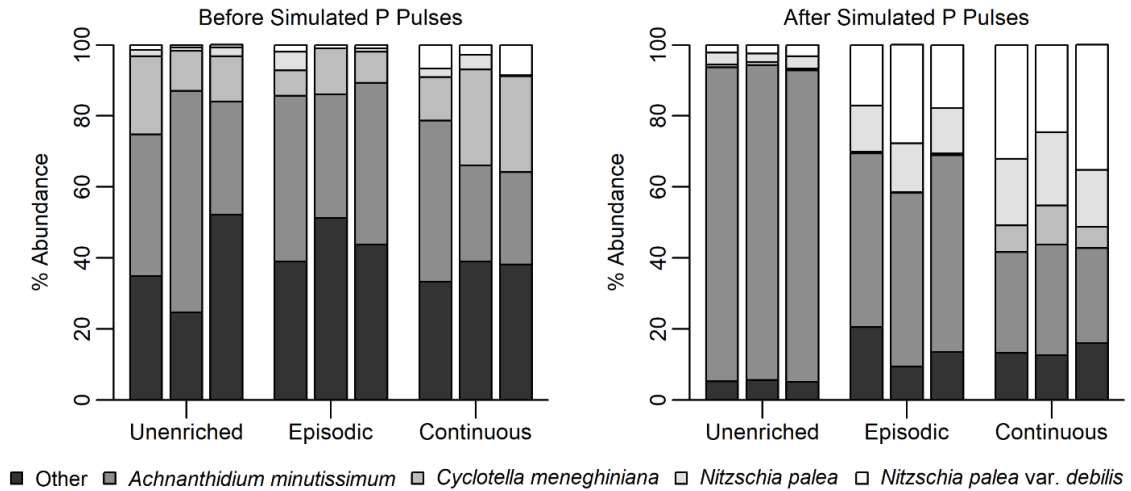 Before Simulated P Pulses
% Abundance
100
80
60
40
20
0
Unenriched Episodic Continuous
After Simulated P Pulses
% Abundance
100
80
60
40
20
0
Unenriched Episodic Continuous
Other Achnanthidium minutissimum Cyclotella meneghiniana Nitzschia palea Nitzschia palea var. debilis